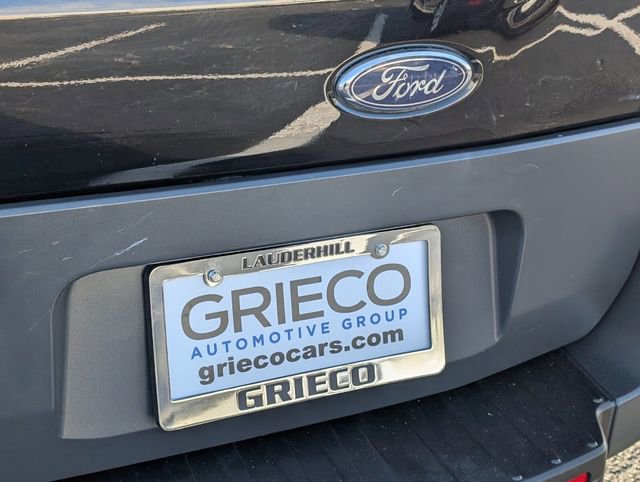 Ford
LAUDERHILL
GRIECO
AUTOMOTIVE GROUP
griecocars.com
GRIECO